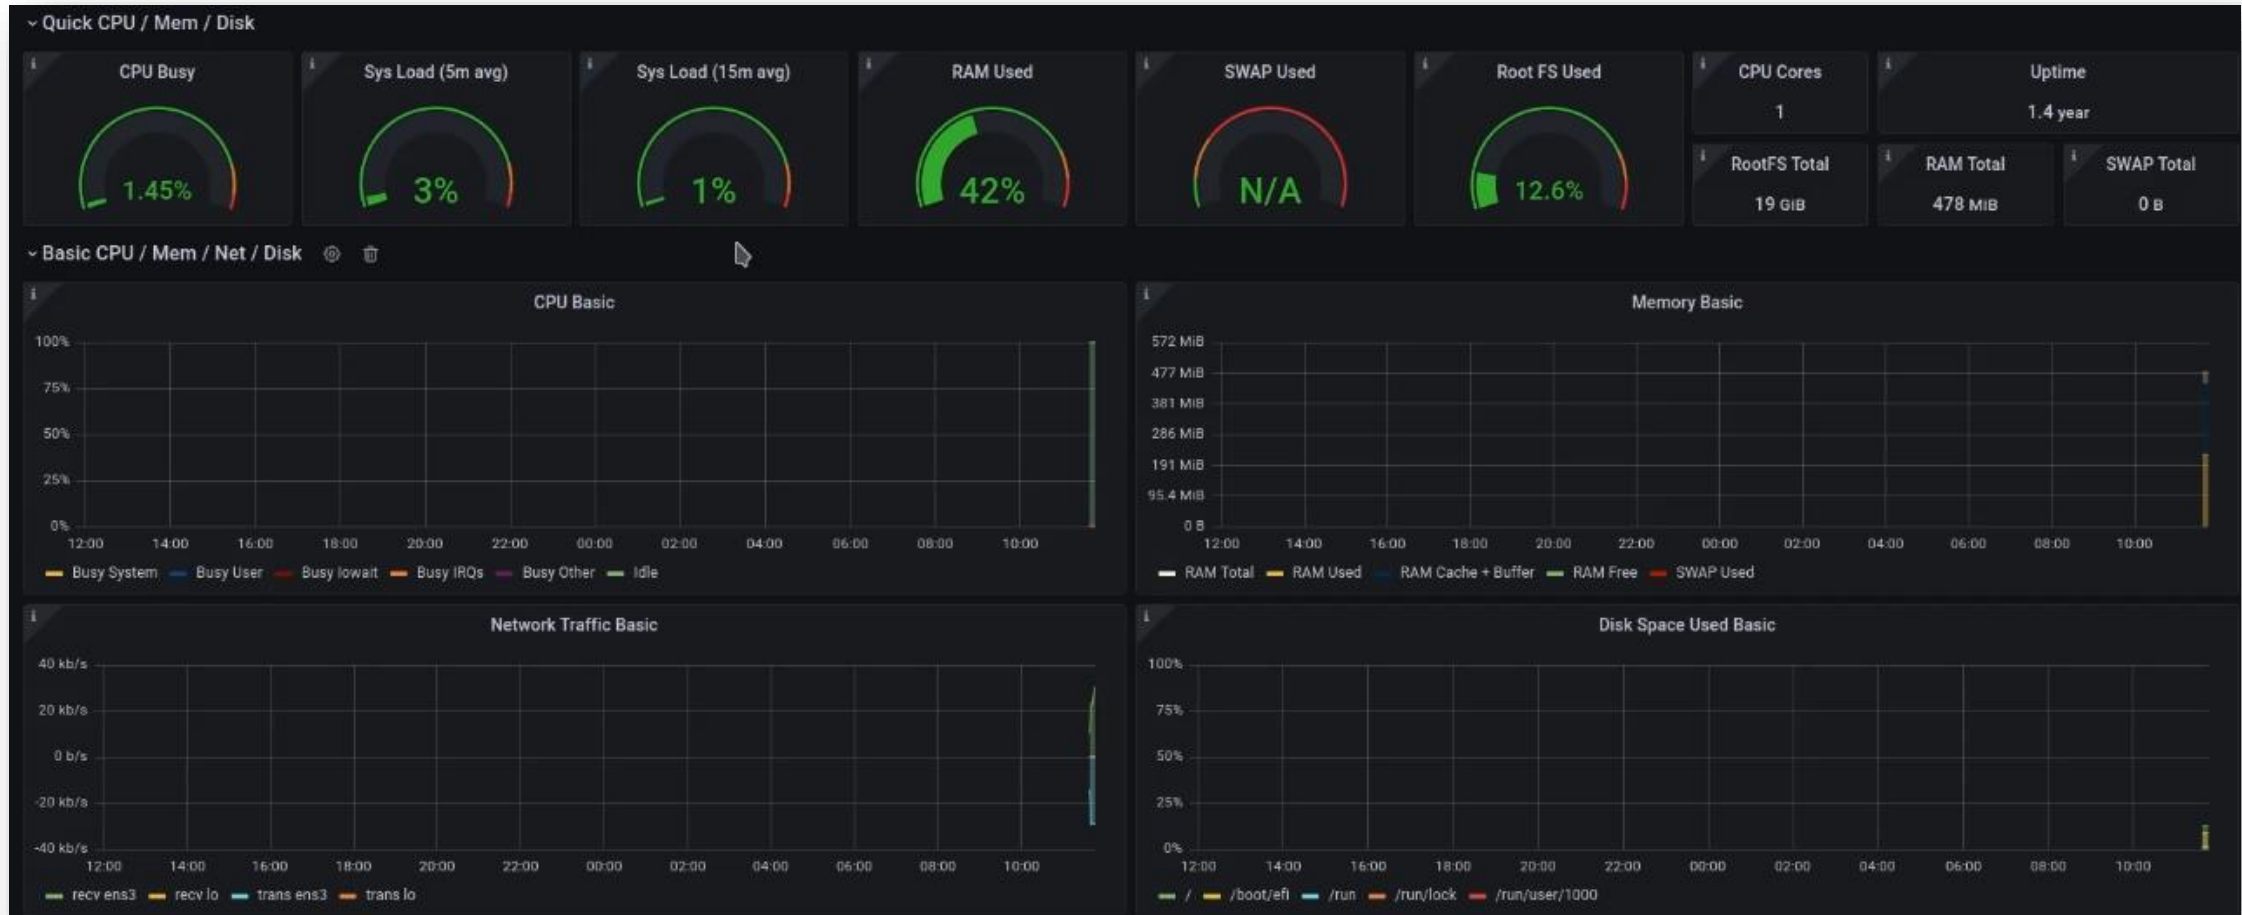 Quick CPU / Mem / Disk
CPU Busy
1.45%
Sys Load (5m avg)
3%
Sys Load (15m avg)
1%
RAM Used
42%
SWAP Used
N/A
Root FS Used
12.6%
CPU Cores
1
Uptime
1.4 year
RootFS Total
19 GiB
RAM Total
478 MiB
SWAP Total
0 B
Basic CPU / Mem / Net / Disk
CPU Basic
100%
75%
50%
25%
0%
12:00 14:00 16:00 18:00 20:00 22:00 00:00 02:00 04:00 06:00 08:00 10:00
Busy System Busy User Busy Iowait Busy IRQs Busy Other Idle
Memory Basic
572 MiB
477 MiB
381 MiB
286 MiB
191 MiB
95.4 MiB
0 B
12:00 14:00 16:00 18:00 20:00 22:00 00:00 02:00 04:00 06:00 08:00 10:00
RAM Total RAM Used RAM Cache + Buffer RAM Free SWAP Used
Network Traffic Basic
40 kb/s
20 kb/s
0 b/s
-20 kb/s
-40 kb/s
12:00 14:00 16:00 18:00 20:00 22:00 00:00 02:00 04:00 06:00 08:00 10:00
recv ens3 recv lo trans ens3 trans lo
Disk Space Used Basic
100%
75%
50%
25%
0%
12:00 14:00 16:00 18:00 20:00 22:00 00:00 02:00 04:00 06:00 08:00 10:00
/ /boot/efi /run /run/lock /run/user/1000